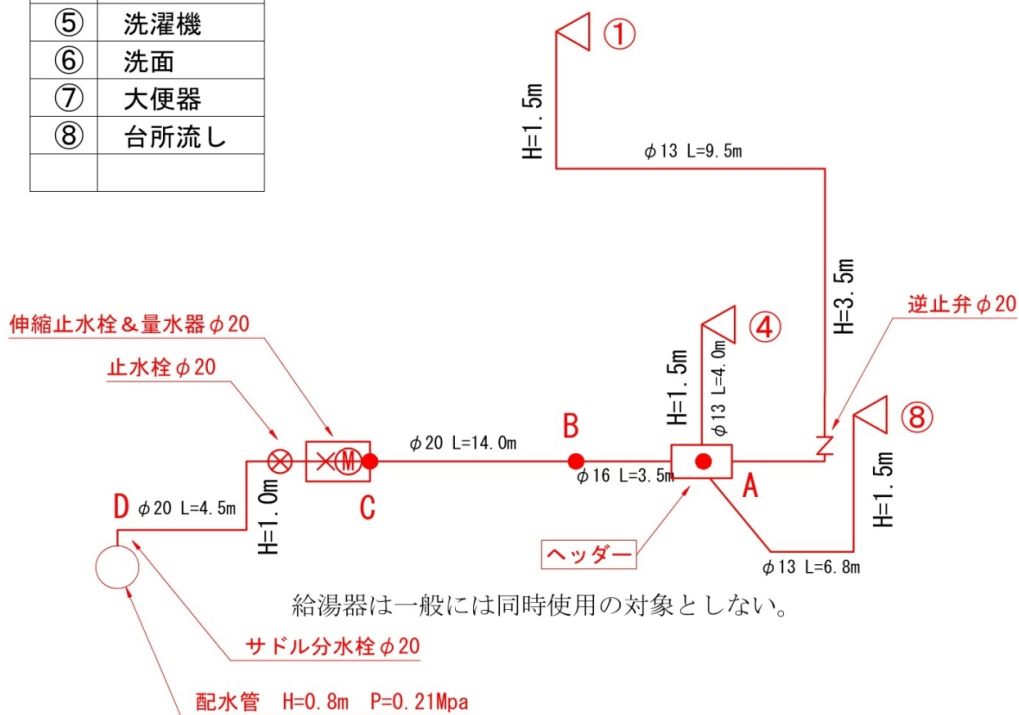 ⑤ 洗濯機
⑥ 洗面
⑦ 大便器
⑧ 台所流し
①
H=1.5m
φ13 L=9.5m
H=3.5m
逆止弁φ20
伸縮止水栓&量水器φ20
止水栓φ20
④
H=1.5m
φ13 L=4.0m
⑧
H=1.5m
B
φ20 L=14.0m
M
φ16 L=3.5m
A
C
D
φ20 L=4.5m
H=1.0m
ヘッダー
φ13 L=6.8m
給湯器は一般には同時使用の対象としない。
サドル分水栓φ20
配水管 H=0.8m P=0.21Mpa